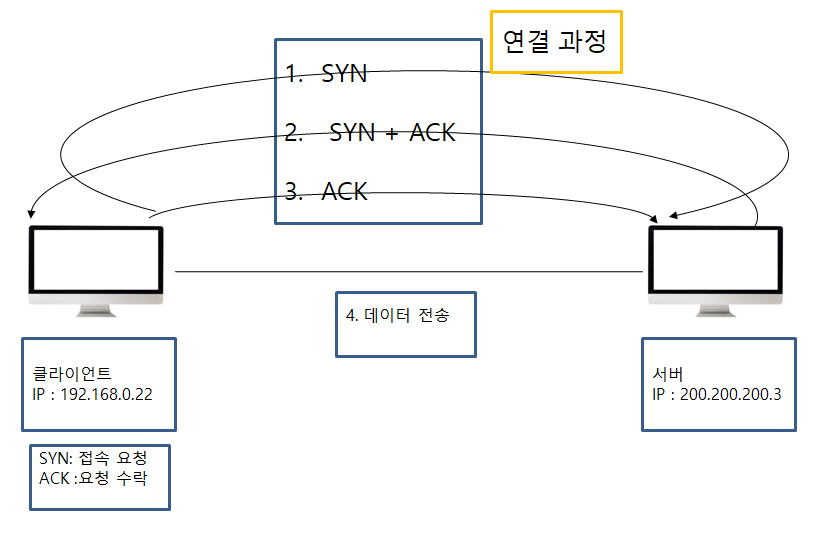 연결 과정
1. SYN
2. SYN + ACK
3. ACK
4. 데이터 전송
클라이언트
IP : 192.168.0.22
서버
IP : 200.200.200.3
SYN: 접속 요청
ACK :요청 수락